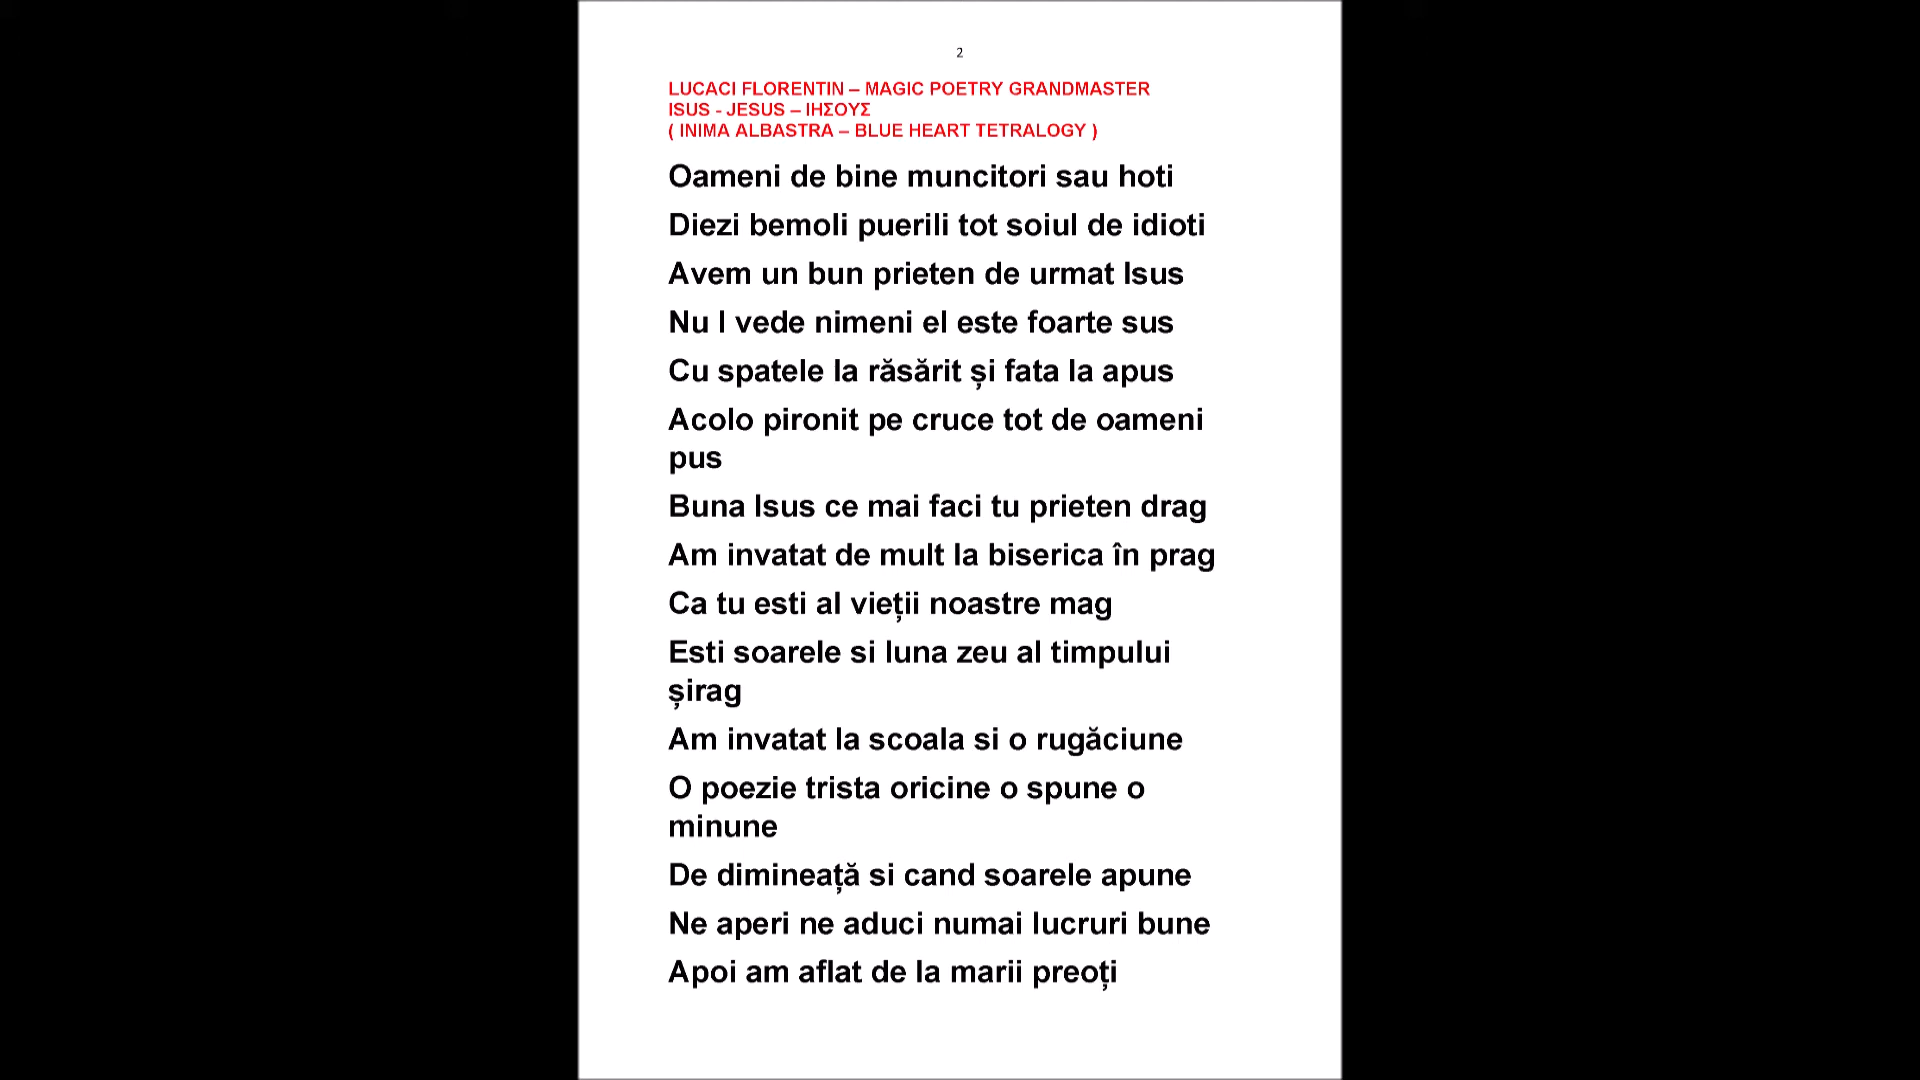 2
LUCACI FLORENTIN – MAGIC POETRY GRANDMASTER
ISUS - JESUS – ΙΗΣΟΥΣ
( INIMA ALBASTRA – BLUE HEART TETRALOGY )
Oameni de bine muncitori sau hoti
Diezi bemoli puerili tot soiul de idioti
Avem un bun prieten de urmat Isus
Nu l vede nimeni el este foarte sus
Cu spatele la răsărit și fata la apus
Acolo pironit pe cruce tot de oameni
pus
Buna Isus ce mai faci tu prieten drag
Am invatat de mult la biserica în prag
Ca tu esti al vieții noastre mag
Esti soarele si luna zeu al timpului
șirag
Am invatat la scoala si o rugăciune
O poezie trista oricine o spune o
minune
De dimineață si cand soarele apune
Ne aperi ne aduci numai lucruri bune
Apoi am aflat de la marii preoți